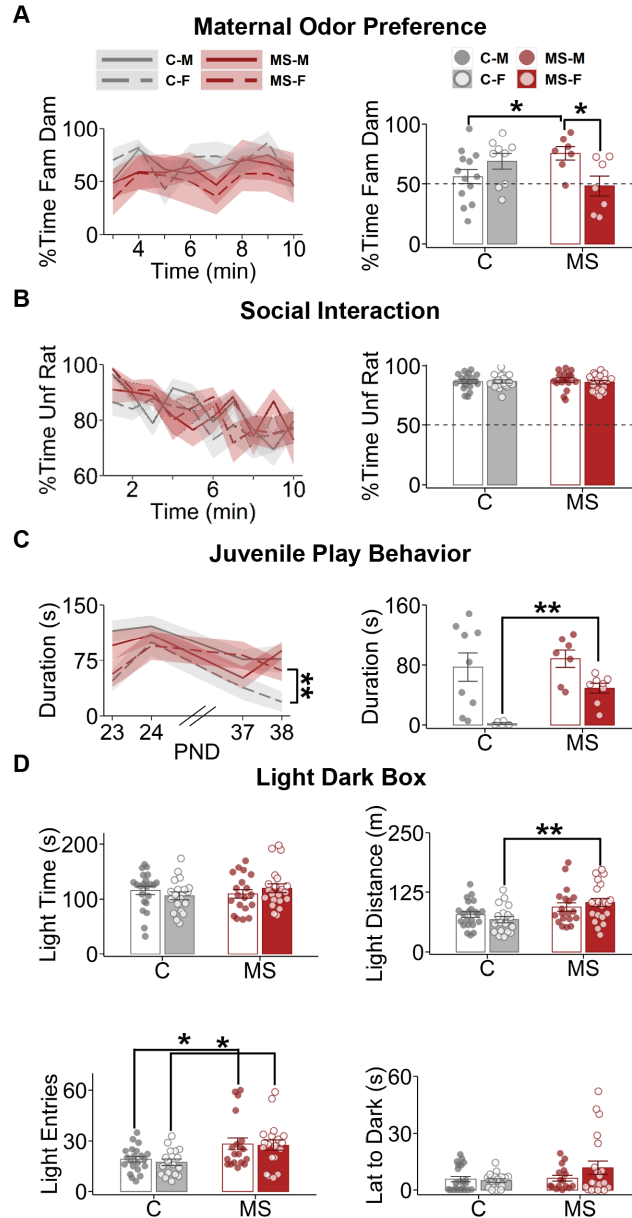 A
Maternal Odor Preference
C-M
MS-M
C-F
MS-F
C-M
MS-M
C-F
MS-F
%Time Fam Dam
100
50
0
4
6
8
10
Time (min)
%Time Fam Dam
100
50
0
*
*
C
MS
B
Social Interaction
%Time Unf Rat
100
80
60
2
6
10
Time (min)
%Time Unf Rat
100
50
0
C
MS
C
Juvenile Play Behavior
Duration (s)
150
75
0
23
24
37
38
PND
**
Duration (s)
160
80
0
**
C
MS
D
Light Dark Box
Light Time (s)
200
100
0
C
MS
Light Distance (m)
250
125
0
**
C
MS
Light Entries
60
30
0
*
*
C
MS
Lat to Dark (s)
60
30
0
C
MS